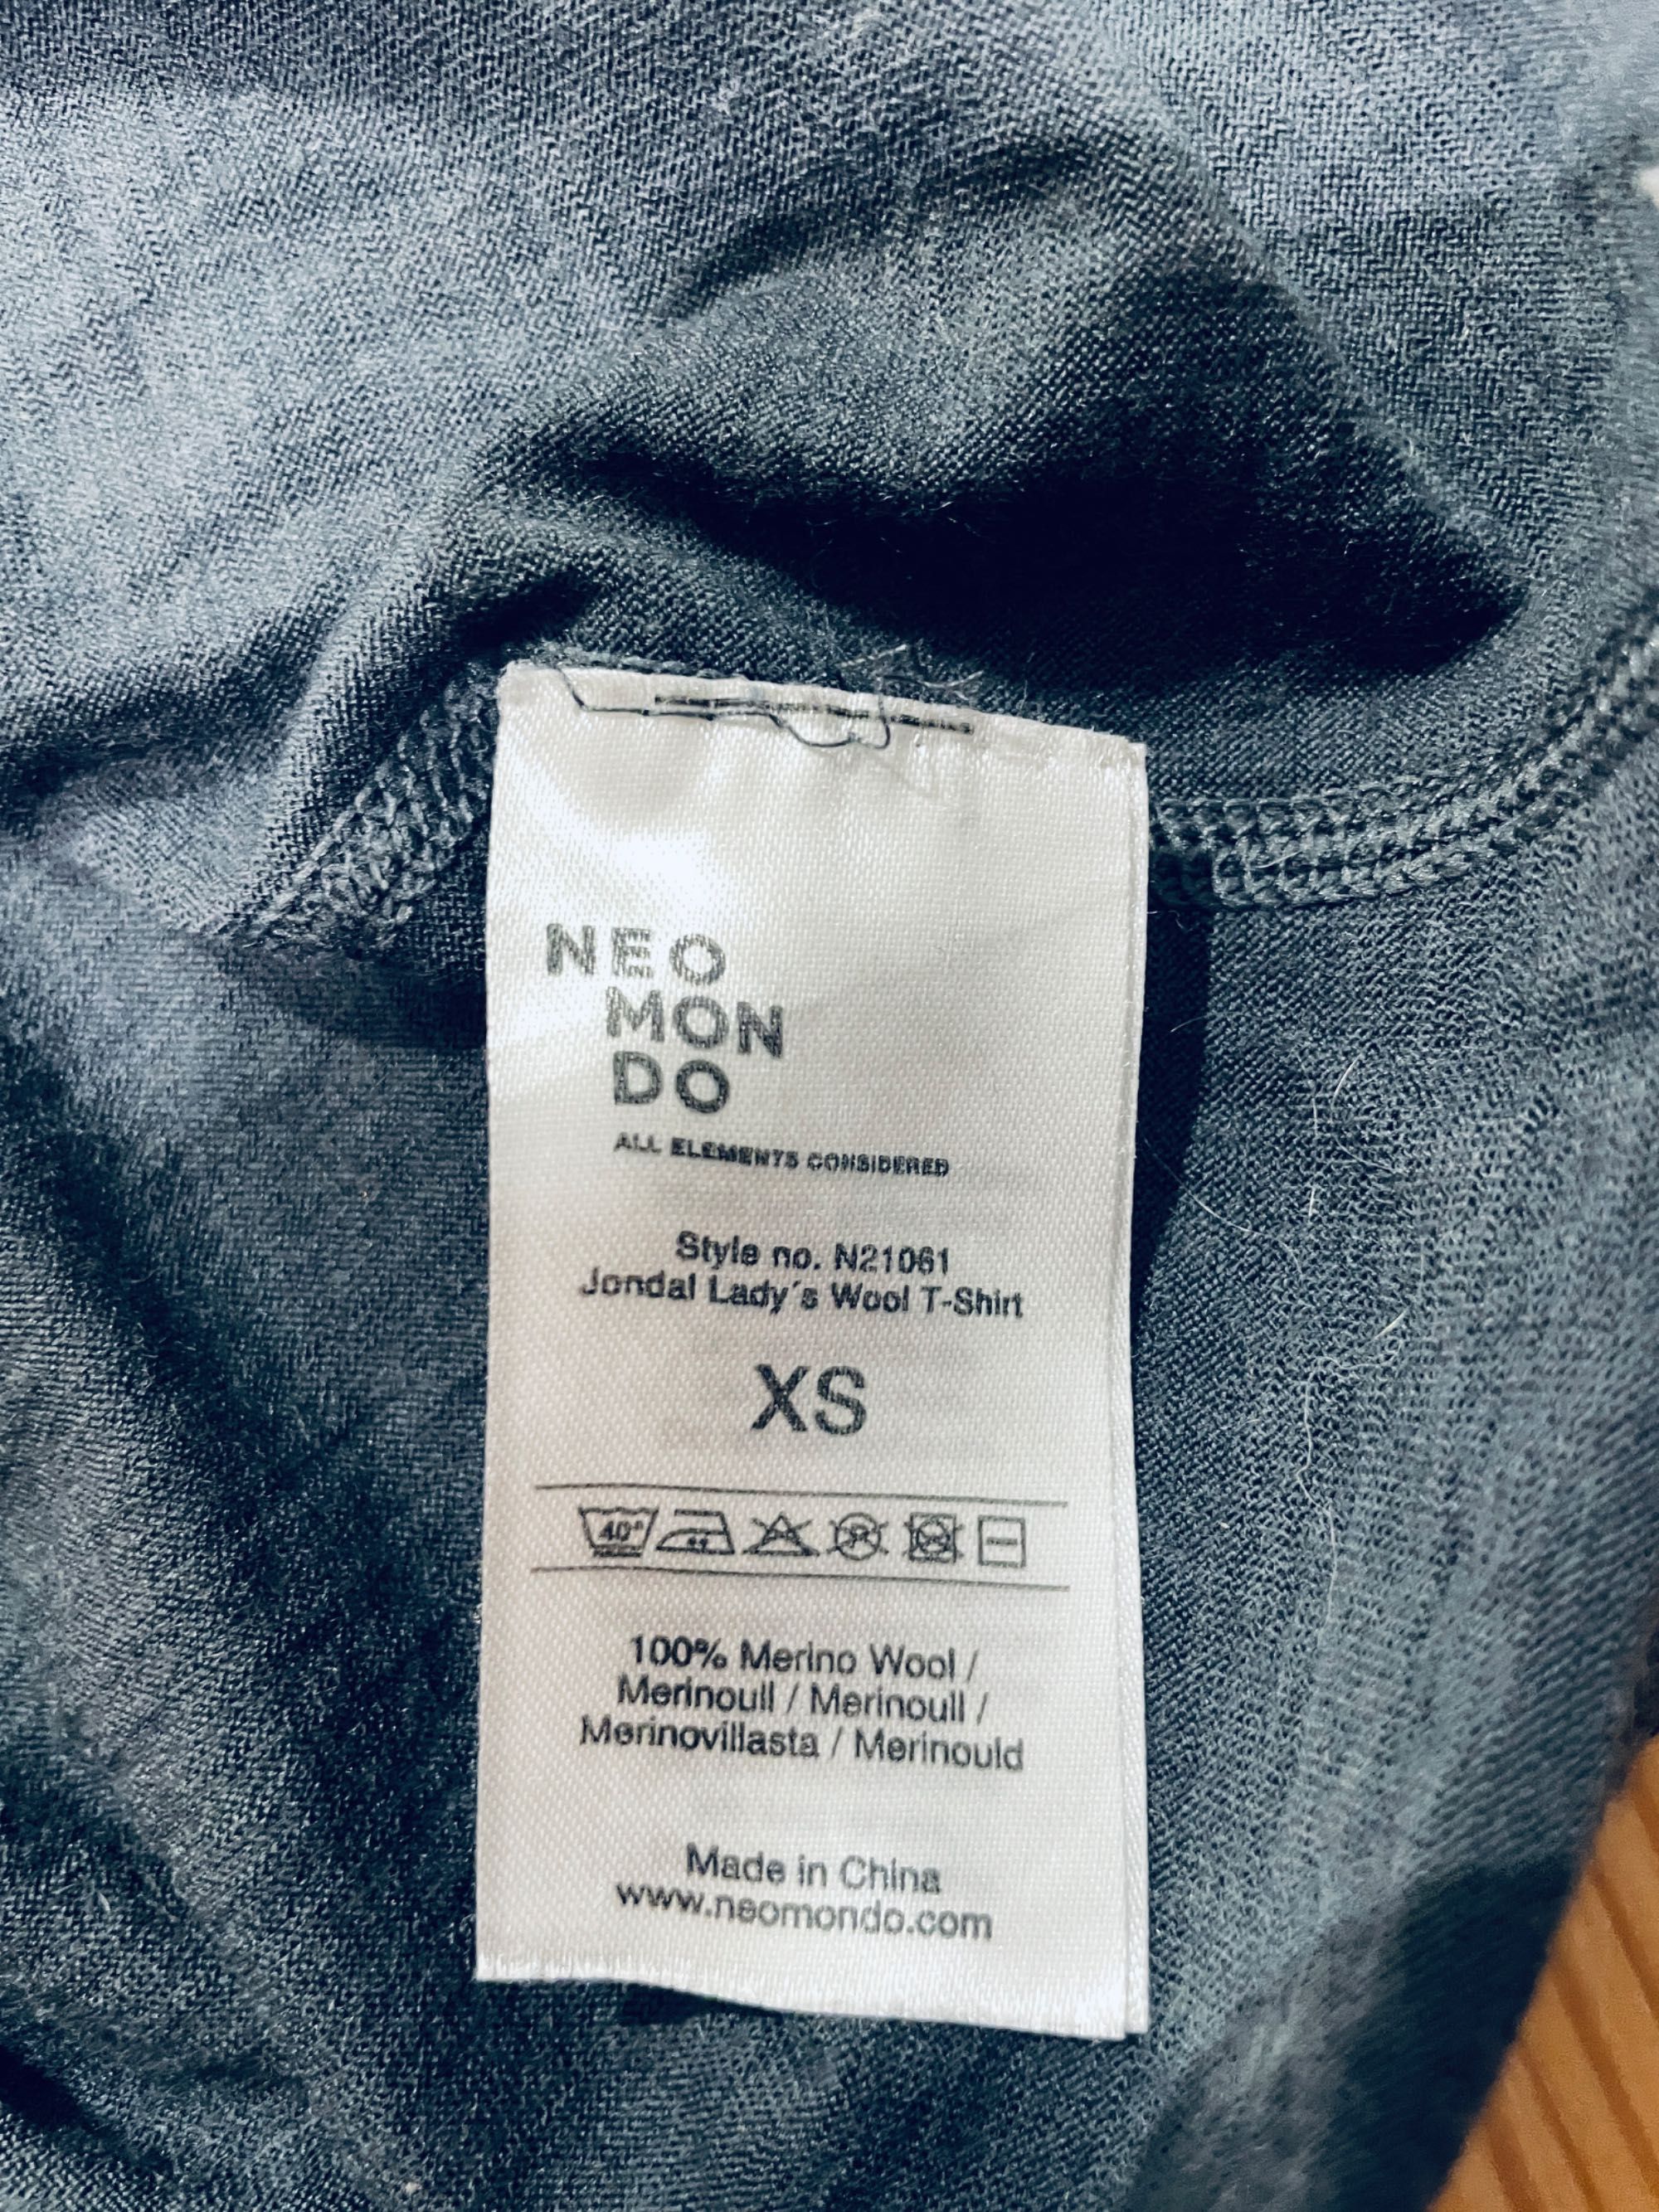 NEO
MON
DO
ALL ELEMENTS CONSIDERED
Style no. N21061
Jondal Lady´s Wool T-Shirt
XS
40°
P
100% Merino Wool /
Merinoull / Merinoull /
Merinovillasta / Merinould
Made in China
www.neomondo.com